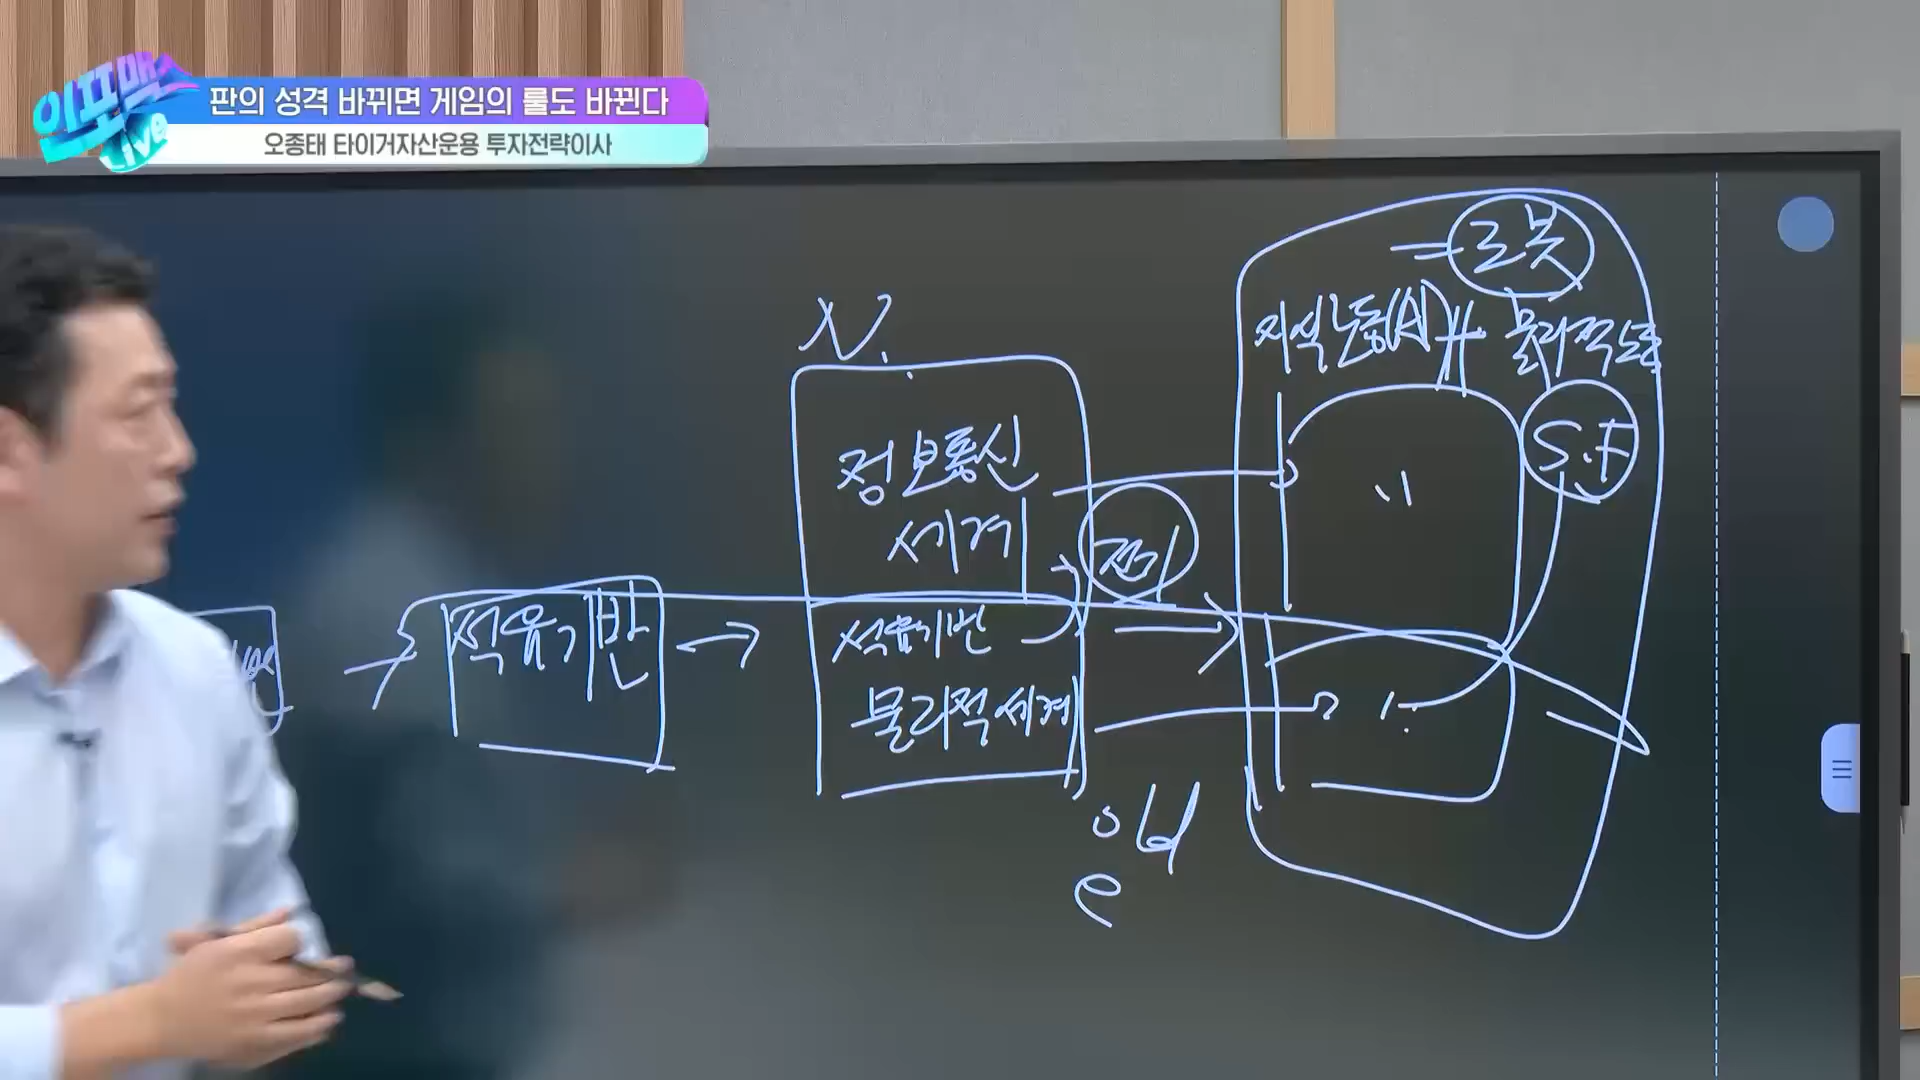 인포맥스
Live
판의 성격 바뀌면 게임의 룰도 바뀐다
오종태 타이거자산운용 투자전략이사
로봇
지식노동(AI) + 물리적노동
N.
S.F
정보통신
세계
전기
석유기반
석유기반
물리적세계
old
e